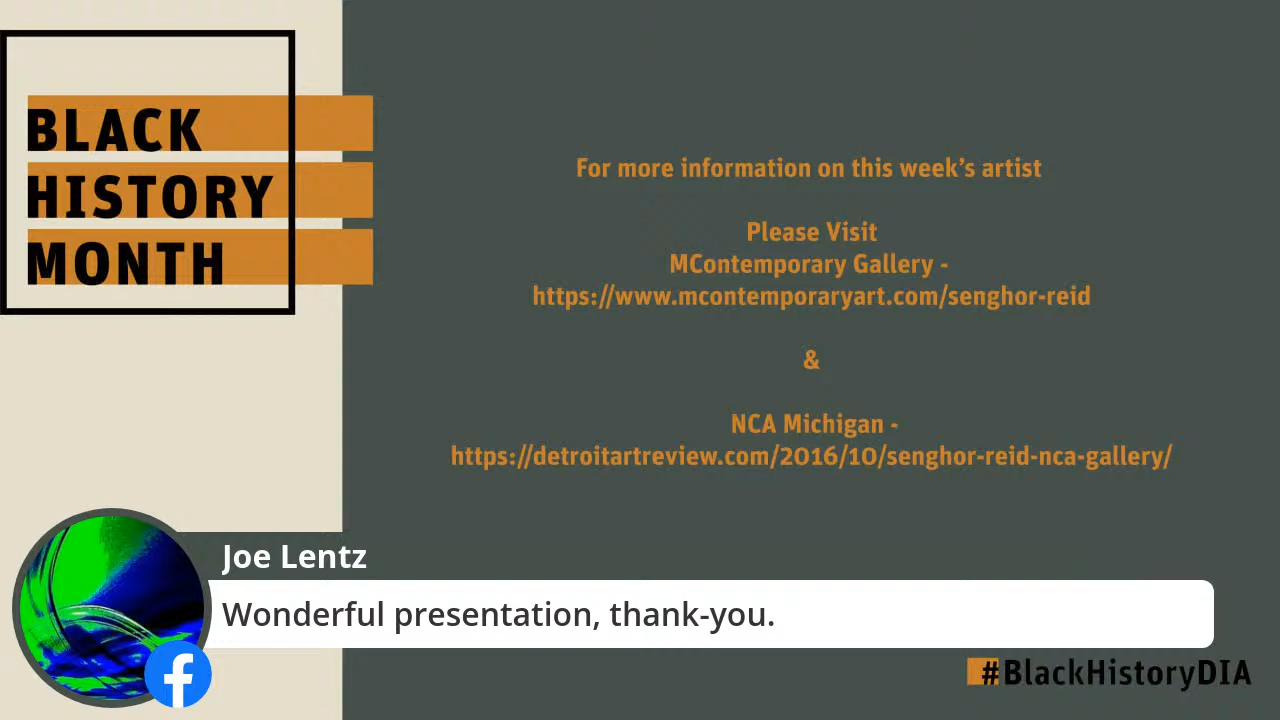 BLACK
HISTORY
MONTH
For more information on this week's artist
Please Visit
MContemporary Gallery -
https://www.mcontemporaryart.com/senghor-reid
&
NCA Michigan -
https://detroitartreview.com/2016/10/senghor-reid-nca-gallery/
Joe Lentz
Wonderful presentation, thank-you.
#BlackHistoryDIA